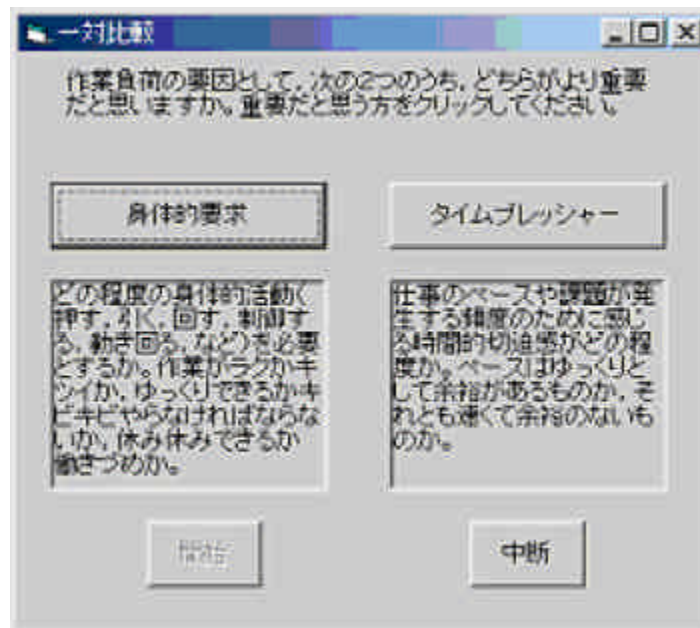 一対比較
作業負荷の要因として，次の2つのうち，どちらがより重要
だと思いますか。重要だと思う方をクリックしてください。
身体的要求
タイムプレッシャー
どの程度の身体的活動(
押す，引く，回す，制御す
る，動き回る，など)を必要
とするか。作業がラクかキ
ツイか，ゆっくりできるかキ
ビキビやらなければならな
いか，休み休みできるか
働きづめか。
仕事のペースや課題が発
生する頻度のために感じ
る時間的切迫感がどの程
度か。ペースはゆっくりと
して余裕があるものか，そ
れとも速くて余裕のないも
のか。
開始
中断